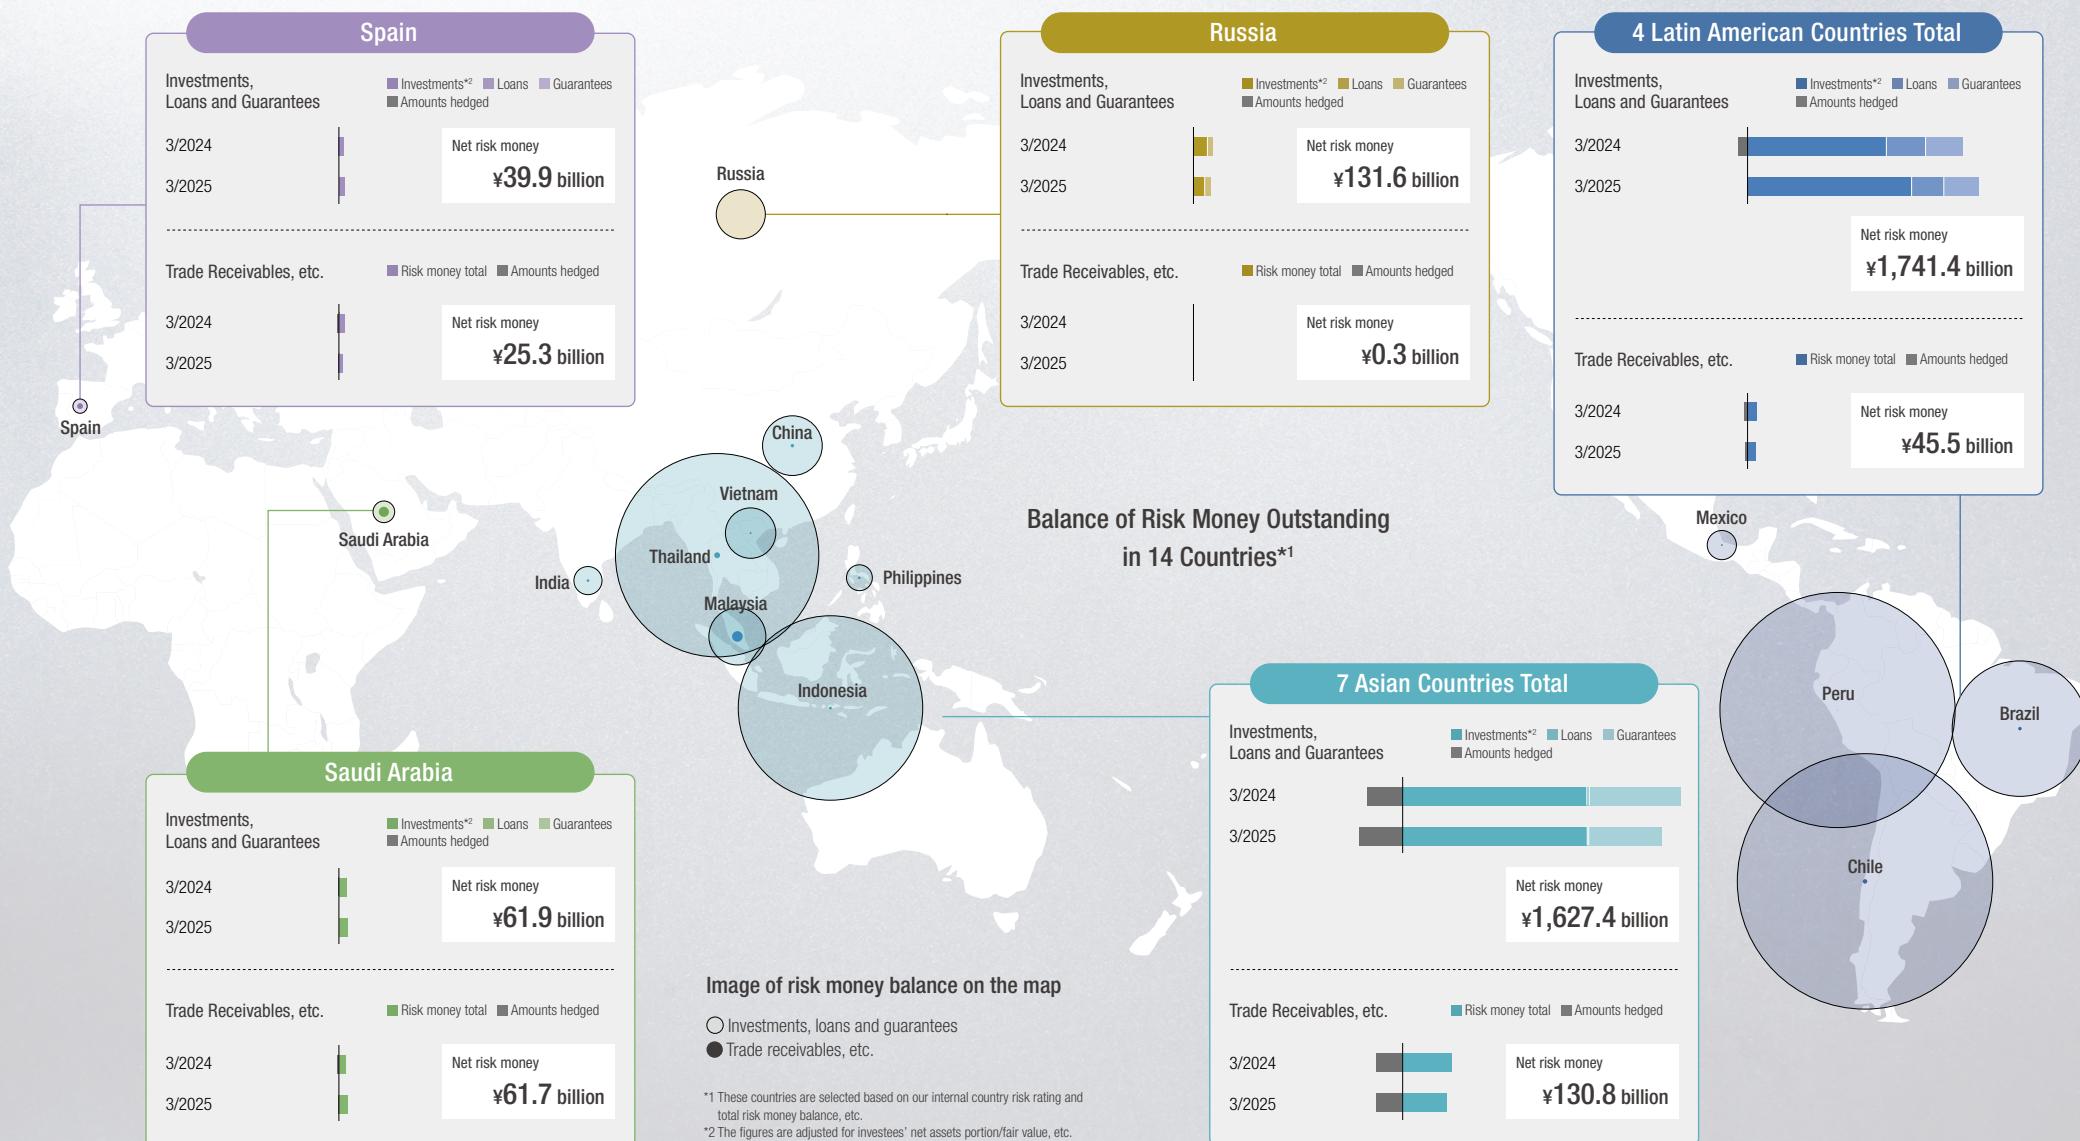 Spain
Investments,
Loans and Guarantees
Investments*2 Loans Guarantees
Amounts hedged
3/2024
3/2025
Net risk money
¥39.9 billion
Trade Receivables, etc.
Risk money total Amounts hedged
3/2024
3/2025
Net risk money
¥25.3 billion
Russia
Investments,
Loans and Guarantees
Investments*2 Loans Guarantees
Amounts hedged
3/2024
3/2025
Net risk money
¥131.6 billion
Trade Receivables, etc.
Risk money total Amounts hedged
3/2024
3/2025
Net risk money
¥0.3 billion
4 Latin American Countries Total
Investments,
Loans and Guarantees
Investments*2 Loans Guarantees
Amounts hedged
3/2024
3/2025
Net risk money
¥1,741.4 billion
Trade Receivables, etc.
Risk money total Amounts hedged
3/2024
3/2025
Net risk money
¥45.5 billion
Russia
Spain
China
Vietnam
Thailand
Saudi Arabia
India
Philippines
Malaysia
Indonesia
Mexico
Peru
Brazil
Chile
Balance of Risk Money Outstanding
in 14 Countries*1
Saudi Arabia
Investments,
Loans and Guarantees
Investments*2 Loans Guarantees
Amounts hedged
3/2024
3/2025
Net risk money
¥61.9 billion
Trade Receivables, etc.
Risk money total Amounts hedged
3/2024
3/2025
Net risk money
¥61.7 billion
7 Asian Countries Total
Investments,
Loans and Guarantees
Investments*2 Loans Guarantees
Amounts hedged
3/2024
3/2025
Net risk money
¥1,627.4 billion
Trade Receivables, etc.
Risk money total Amounts hedged
3/2024
3/2025
Net risk money
¥130.8 billion
Image of risk money balance on the map
Investments, loans and guarantees
Trade receivables, etc.
*1 These countries are selected based on our internal country risk rating and
total risk money balance, etc.
*2 The figures are adjusted for investees' net assets portion/fair value, etc.